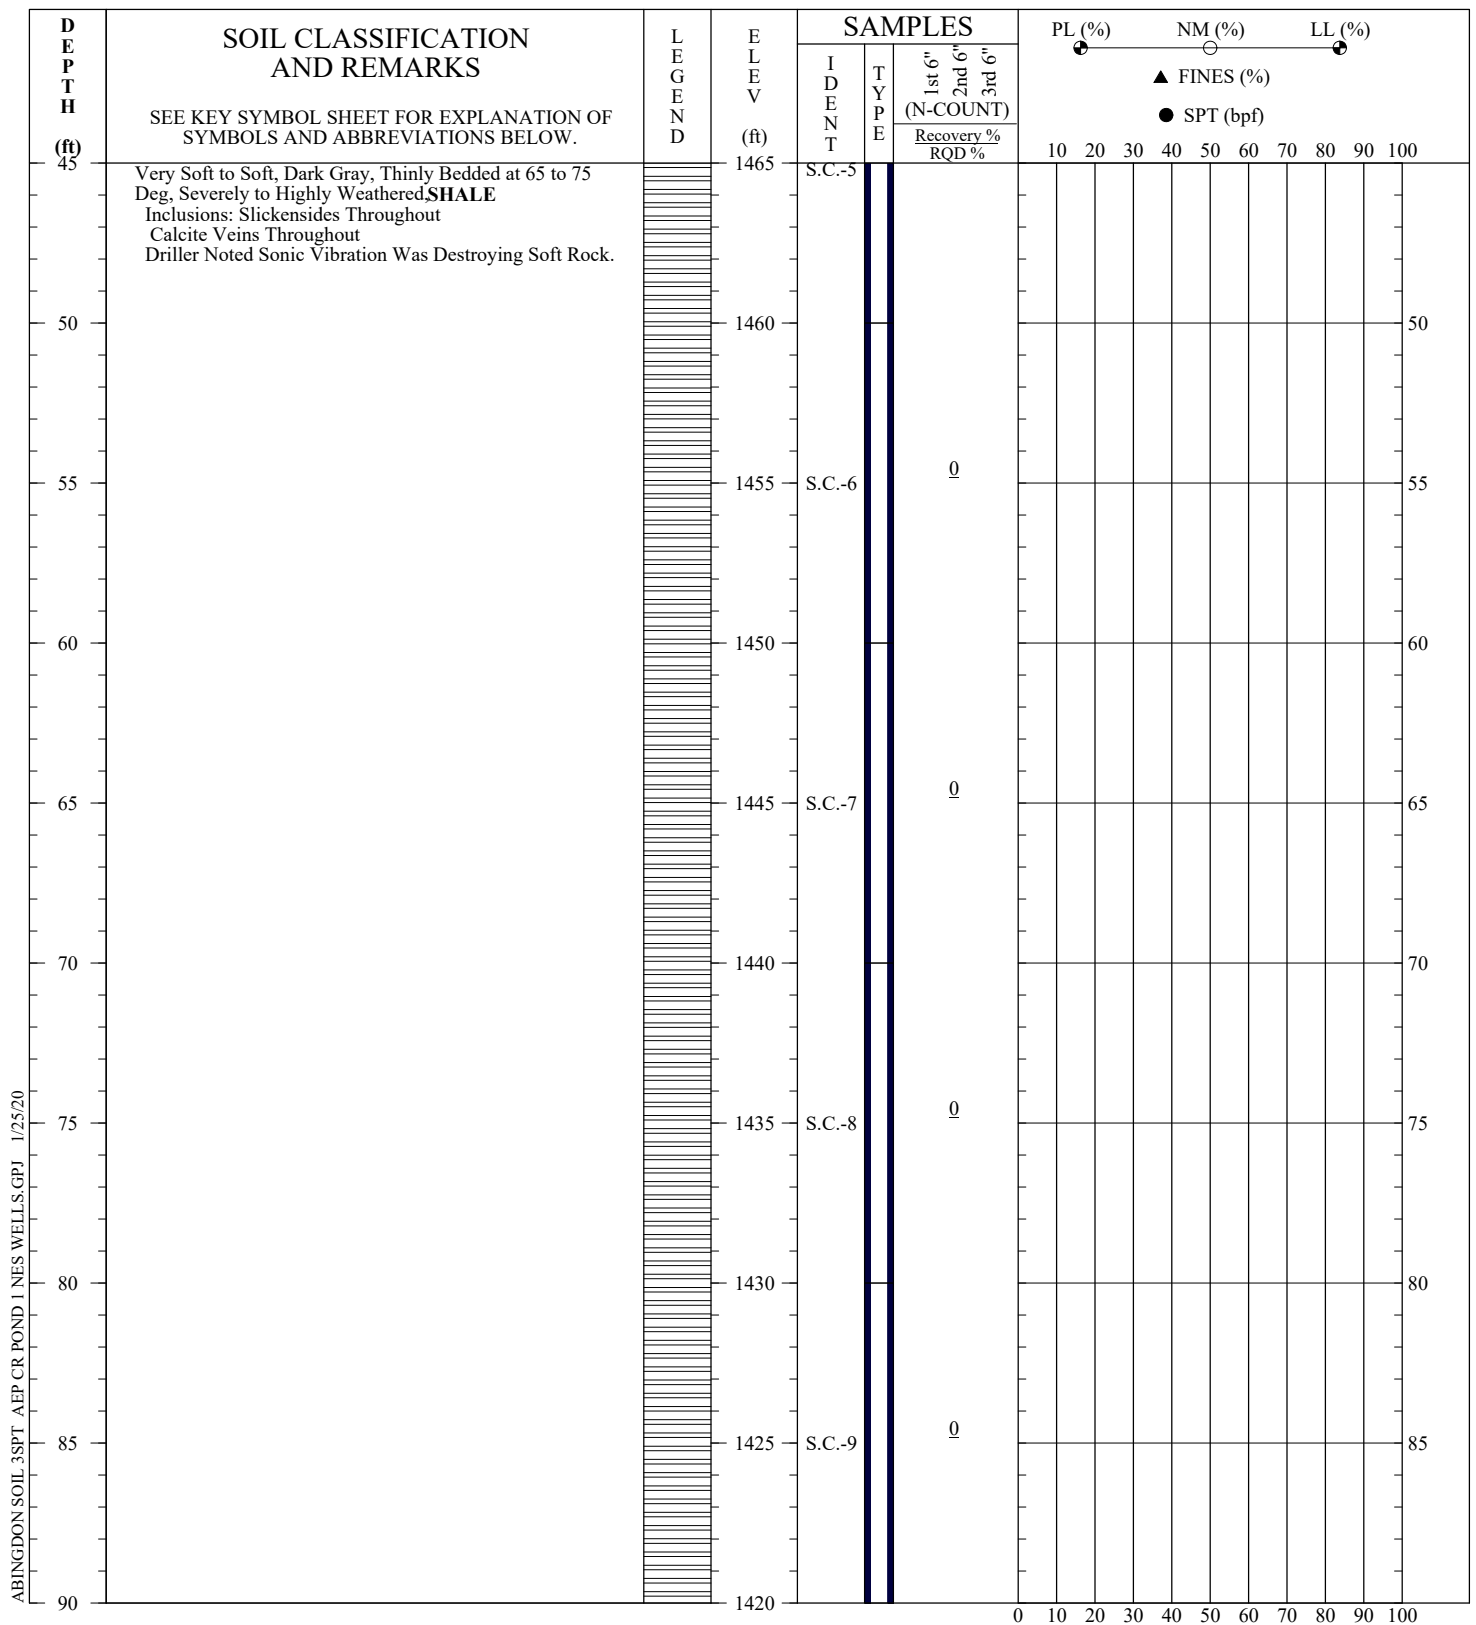 DEPTH
(ft)
SOIL CLASSIFICATION
AND REMARKS
SEE KEY SYMBOL SHEET FOR EXPLANATION OF
SYMBOLS AND ABBREVIATIONS BELOW.
LEGEND
ELEV
(ft)
SAMPLES
IDENT
TYPE
1st 6"
2nd 6"
3rd 6"
(N-COUNT)
Recovery %
RQD %
PL (%) NM (%) LL (%)
▲ FINES (%)
● SPT (bpf)
10 20 30 40 50 60 70 80 90 100
45 1465 S.C.-5
Very Soft to Soft, Dark Gray, Thinly Bedded at 65 to 75
Deg, Severely to Highly Weathered,SHALE
Inclusions: Slickensides Throughout
Calcite Veins Throughout
Driller Noted Sonic Vibration Was Destroying Soft Rock.
50 1460 50
0
55 1455 S.C.-6 55
60 1450 60
0
65 1445 S.C.-7 65
70 1440 70
0
75 1435 S.C.-8 75
80 1430 80
0
85 1425 S.C.-9 85
90 1420
0 10 20 30 40 50 60 70 80 90 100
ABINGDON SOIL 3SPT AEP CR POND 1 NES WELLS.GPJ 1/25/20